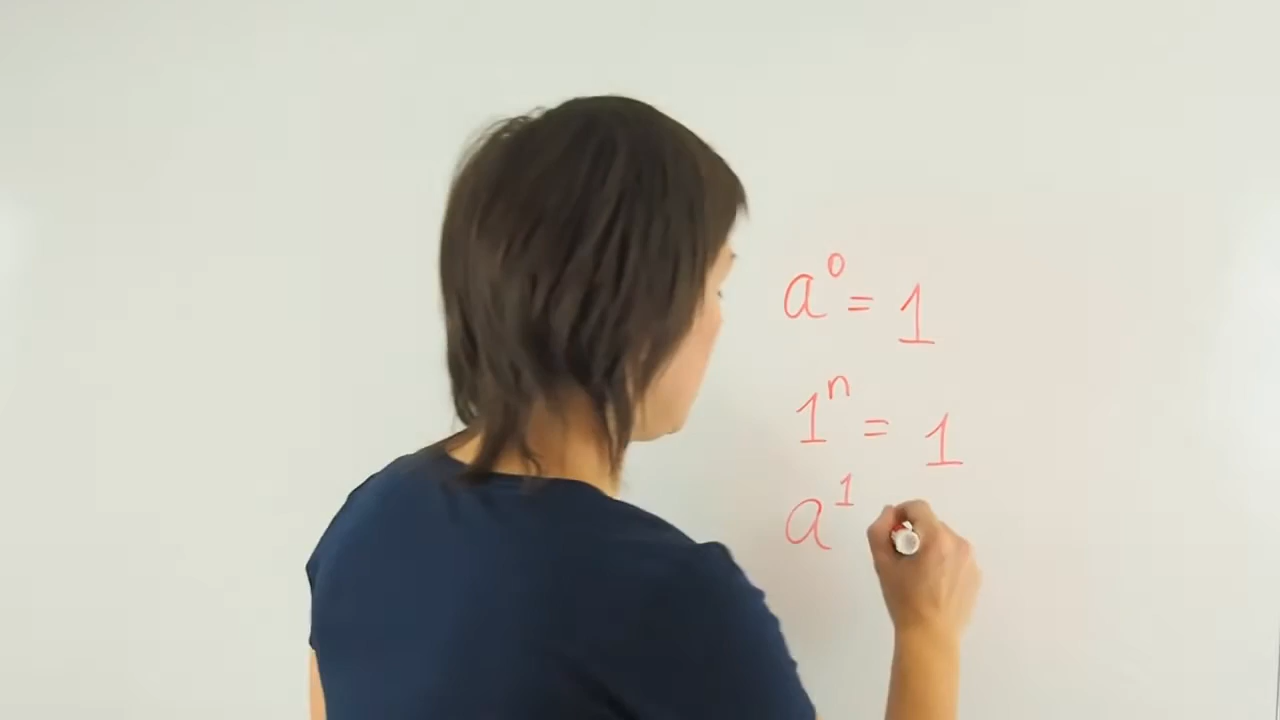 a⁰ = 1
1ⁿ = 1
a¹